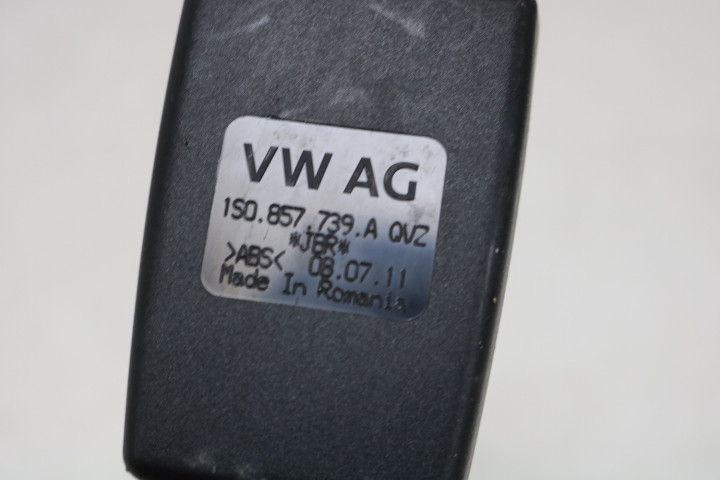 VW AG
1S0.857.739.A QVZ
*JBR*
>ABS< 08.07.11
Made In Romania